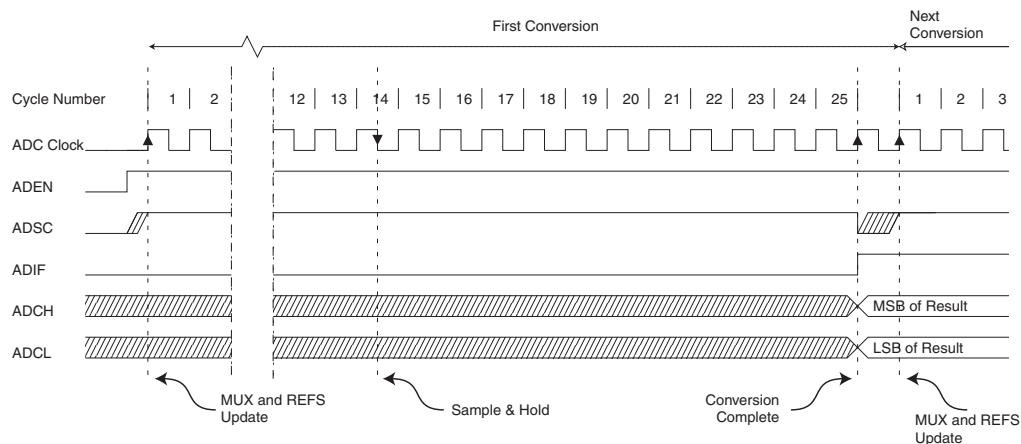 First Conversion
Next
Conversion
Cycle Number 1 2 12 13 14 15 16 17 18 19 20 21 22 23 24 25 1 2 3
ADC Clock
ADEN
ADSC
ADIF
ADCH
MSB of Result
ADCL
LSB of Result
MUX and REFS
Update
Sample & Hold
Conversion
Complete
MUX and REFS
Update